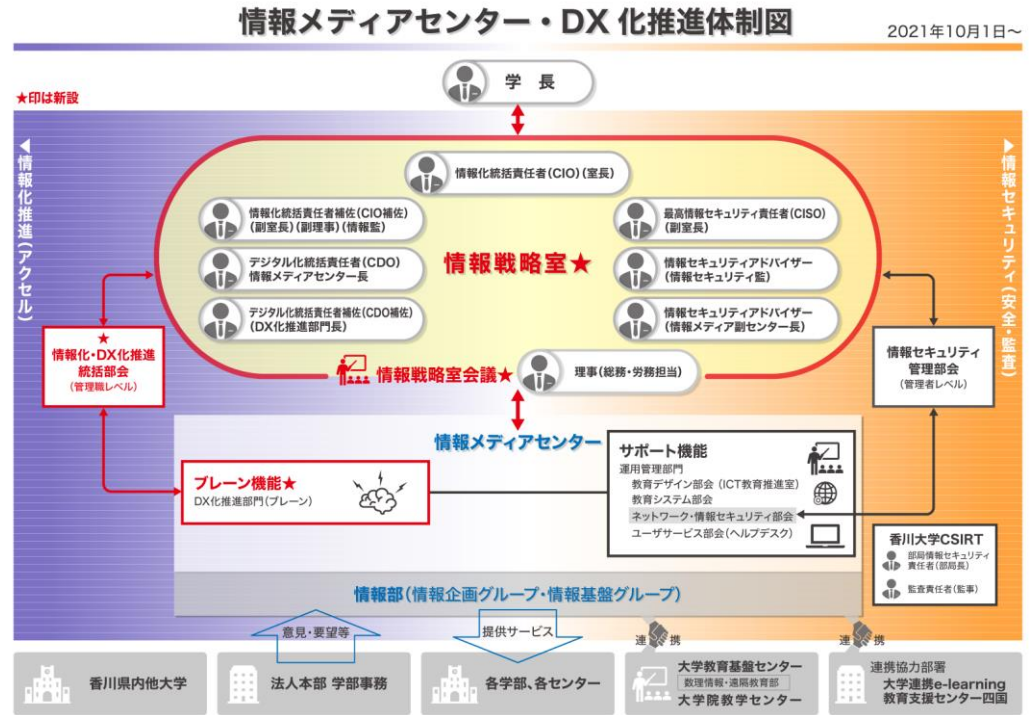 情報メディアセンター・DX 化推進体制図
2021年10月1日～
★印は新設
学 長
◀情報化推進(アクセル)
▶情報セキュリティ(安全・監査)
情報化統括責任者(CIO)(室長)
情報化統括責任者補佐(CIO補佐)
(副室長)(副理事)(情報監)
最高情報セキュリティ責任者(CISO)
(副室長)
デジタル化統括責任者(CDO)
情報メディアセンター長
情報戦略室★
情報セキュリティアドバイザー
(情報セキュリティ監)
デジタル化統括責任者補佐(CDO補佐)
(DX化推進部門長)
情報セキュリティアドバイザー
(情報メディア副センター長)
情報戦略室会議★
理事(総務・労務担当)
★
情報化・DX化推進
統括部会
(管理職レベル)
情報セキュリティ
管理部会
(管理者レベル)
情報メディアセンター
ブレーン機能★
DX化推進部門(ブレーン)
サポート機能
運用管理部門
教育デザイン部会(ICT教育推進室)
教育システム部会
ネットワーク・情報セキュリティ部会
ユーザサービス部会(ヘルプデスク)
香川大学CSIRT
部局情報セキュリティ
責任者(部局長)
監査責任者(監事)
情報部(情報企画グループ・情報基盤グループ)
意見・要望等
提供サービス
連携
連携
香川県内他大学
法人本部 学部事務
各学部、各センター
大学教育基盤センター
数理情報・遠隔教育部
大学院教学センター
連携協力部署
大学連携e-learning
教育支援センター四国